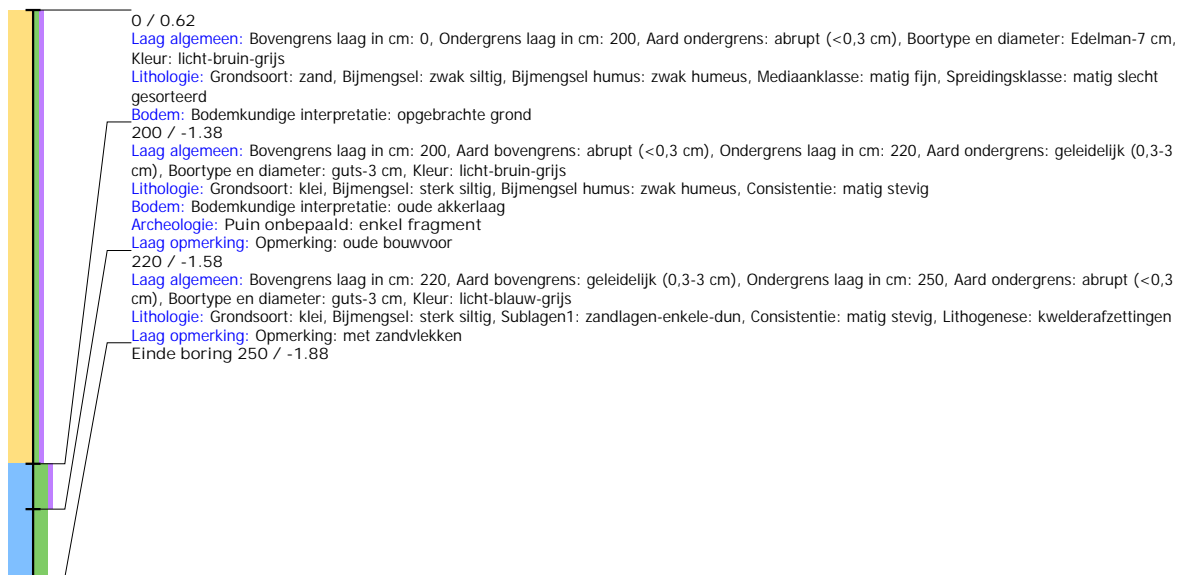 0 / 0.62
Laag algemeen: Bovengrens laag in cm: 0, Ondergrens laag in cm: 200, Aard ondergrens: abrupt (<0,3 cm), Boortype en diameter: Edelman-7 cm,
Kleur: licht-bruin-grijs
Lithologie: Grondsoort: zand, Bijmengsel: zwak siltig, Bijmengsel humus: zwak humeus, Mediaanklasse: matig fijn, Spreidingsklasse: matig slecht
gesorteerd
Bodem: Bodemkundige interpretatie: opgebrachte grond
200 / -1.38
Laag algemeen: Bovengrens laag in cm: 200, Aard bovengrens: abrupt (<0,3 cm), Ondergrens laag in cm: 220, Aard ondergrens: geleidelijk (0,3-3
cm), Boortype en diameter: guts-3 cm, Kleur: licht-bruin-grijs
Lithologie: Grondsoort: klei, Bijmengsel: sterk siltig, Bijmengsel humus: zwak humeus, Consistentie: matig stevig
Bodem: Bodemkundige interpretatie: oude akkerlaag
Archeologie: Puin onbepaald: enkel fragment
Laag opmerking: Opmerking: oude bouwvoor
220 / -1.58
Laag algemeen: Bovengrens laag in cm: 220, Aard bovengrens: geleidelijk (0,3-3 cm), Ondergrens laag in cm: 250, Aard ondergrens: abrupt (<0,3
cm), Boortype en diameter: guts-3 cm, Kleur: licht-blauw-grijs
Lithologie: Grondsoort: klei, Bijmengsel: sterk siltig, Sublagen1: zandlagen-enkele-dun, Consistentie: matig stevig, Lithogenese: kwelderafzettingen
Laag opmerking: Opmerking: met zandvlekken
Einde boring 250 / -1.88